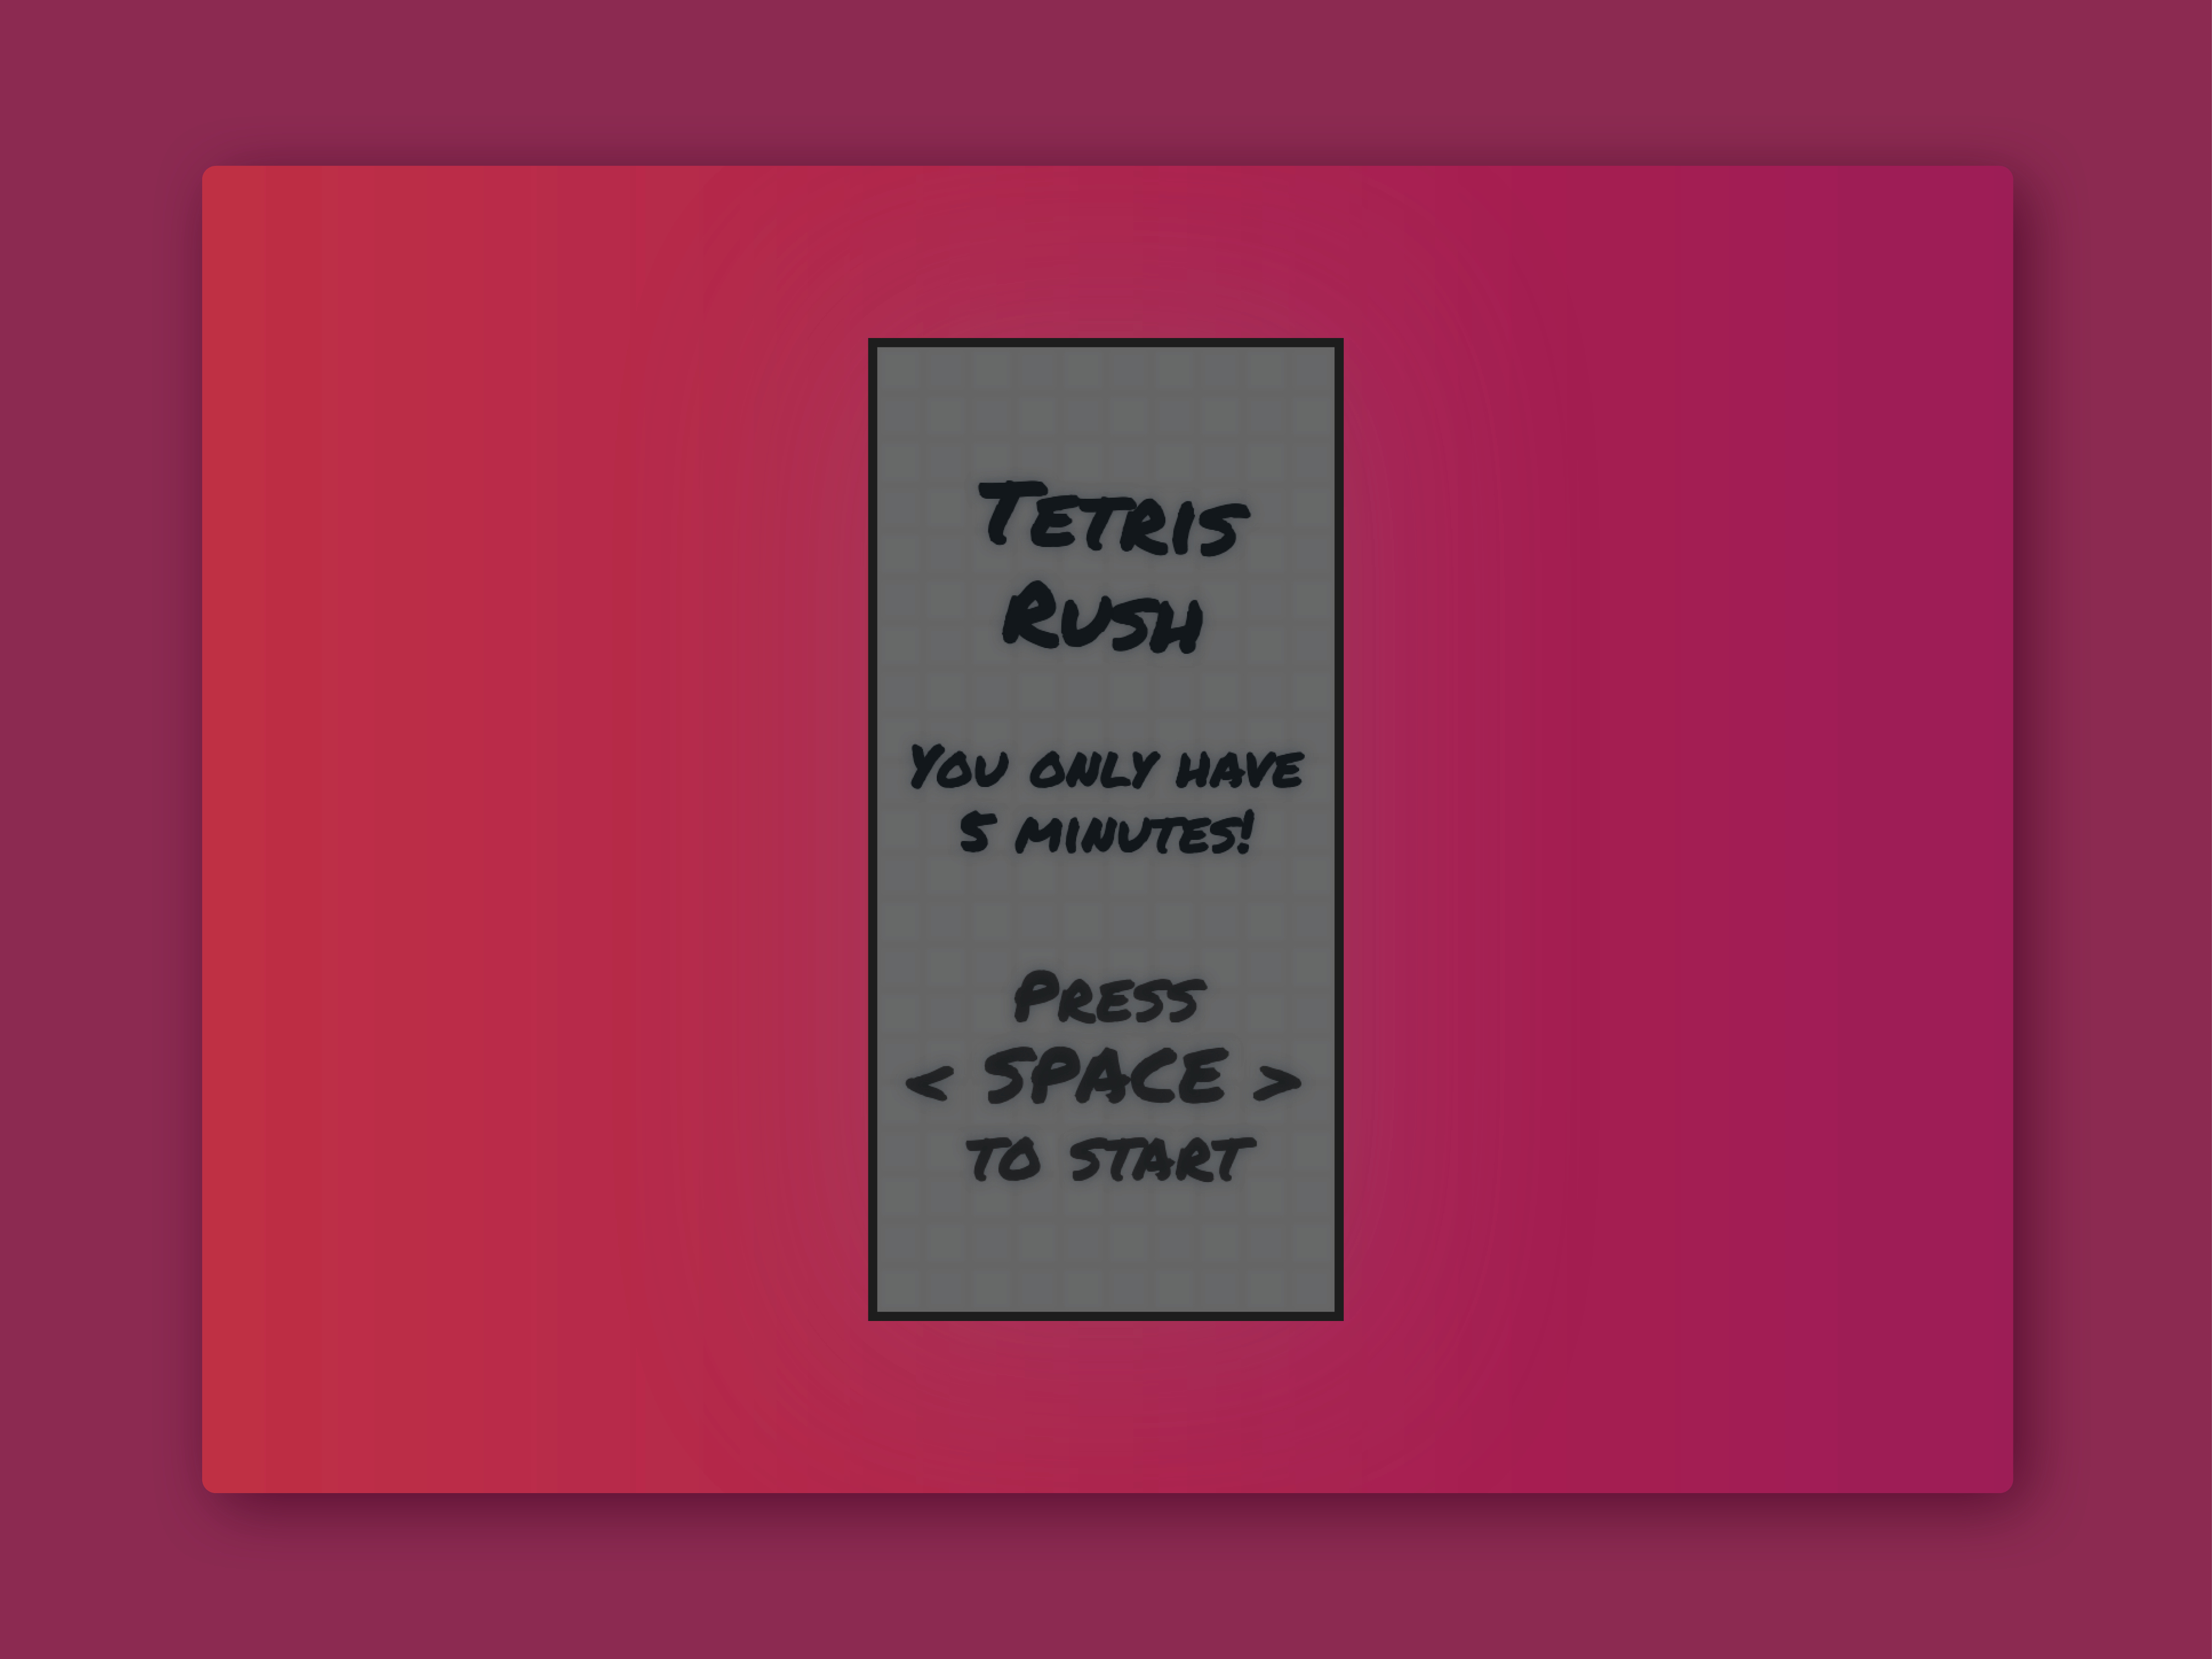 Tetris
Rush
You only have
5 minutes!
Press
< SPACE >
to start